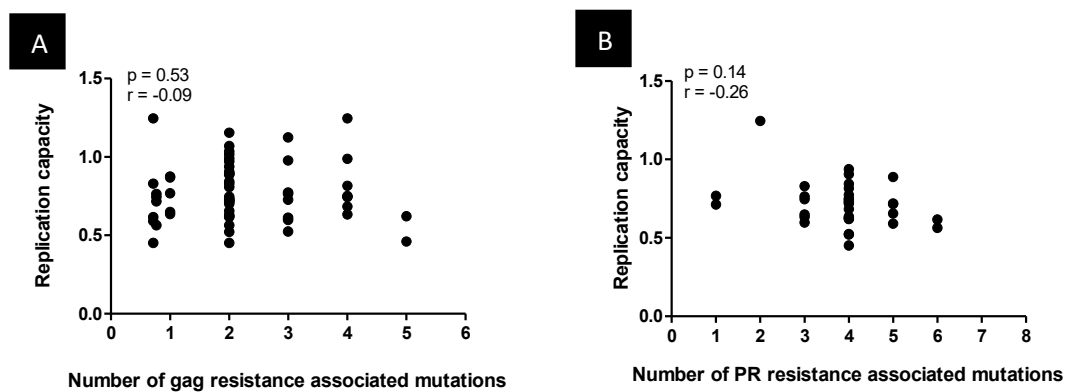 A
p = 0.53
r = -0.09
1.5
1.0
0.5
0.0
Replication capacity
0 1 2 3 4 5 6
Number of gag resistance associated mutations
B
p = 0.14
r = -0.26
1.5
1.0
0.5
0.0
Replication capacity
0 1 2 3 4 5 6 7 8
Number of PR resistance associated mutations